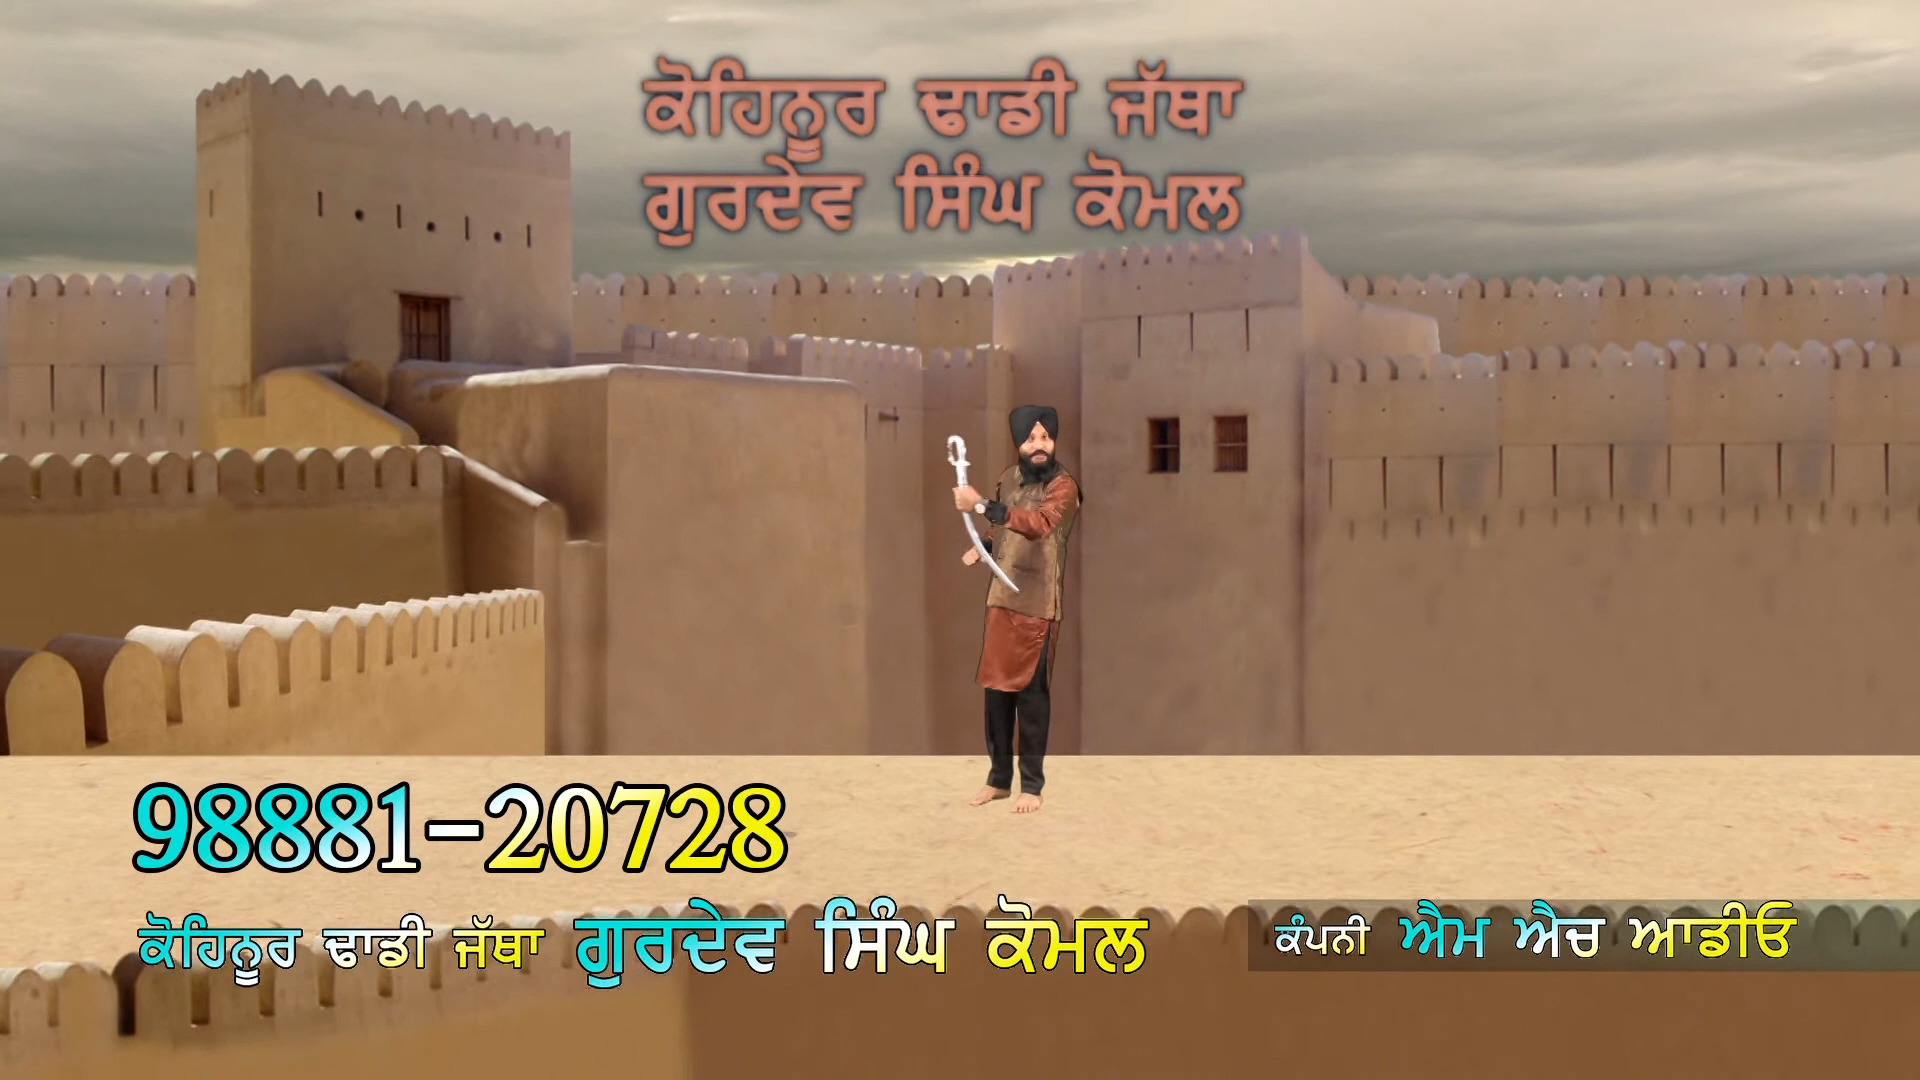 ਕੋਹਿਨੂਰ ਢਾਡੀ ਜੱਥਾ
ਗੁਰਦੇਵ ਸਿੰਘ ਕੋਮਲ
98881-20728
ਕੋਹਿਨੂਰ ਢਾਡੀ ਜੱਥਾ ਗੁਰਦੇਵ ਸਿੰਘ ਕੋਮਲ
ਕੰਪਨੀ ਐਮ ਐਚ ਆਡੀਓ